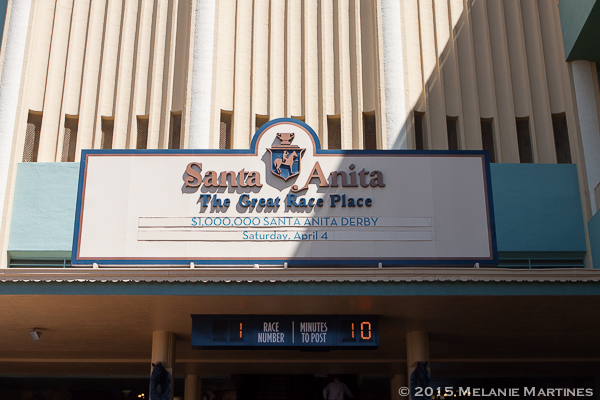 Santa Anita
The Great Race Place
$1,000,000 SANTA ANITA DERBY
Saturday, April 4
1 RACE NUMBER MINUTES TO POST 10
© 2015.MELANIE MARTINES